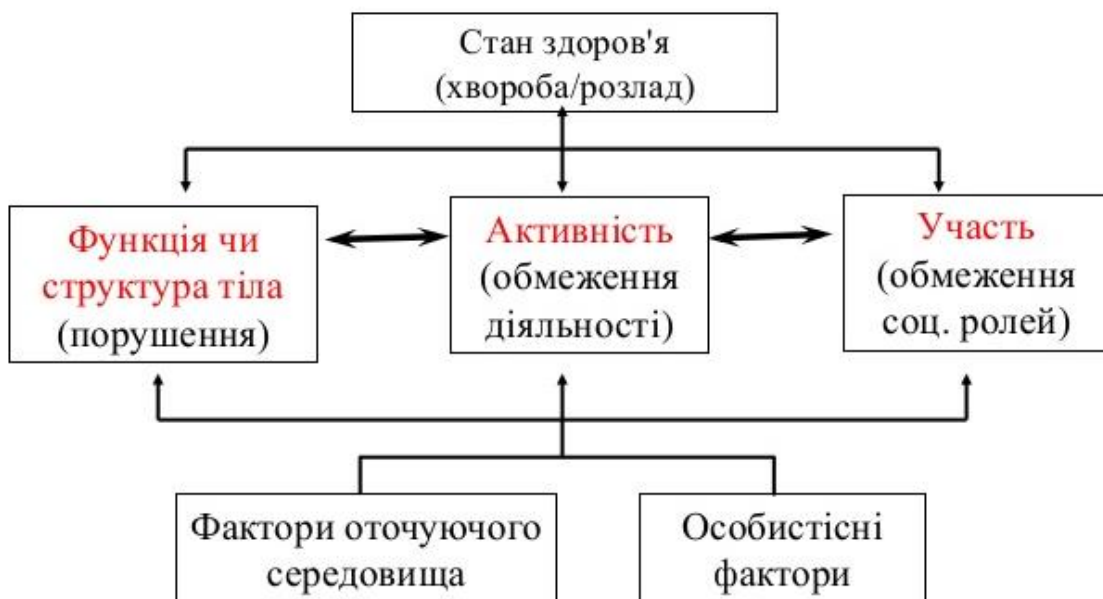 Стан здоров'я
(хвороба/розлад)
Функція чи
структура тіла
(порушення)
Активність
(обмеження
діяльності)
Участь
(обмеження
соц. ролей)
Фактори оточуючого
середовища
Особистісні
фактори